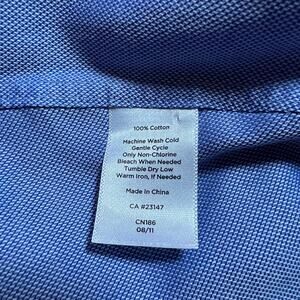 100% Cotton
Machine Wash Cold
Gentle Cycle
Only Non-Chlorine
Bleach When Needed
Tumble Dry Low
Warm Iron, If Needed
Made in China
CA #23147
CN186
08/11